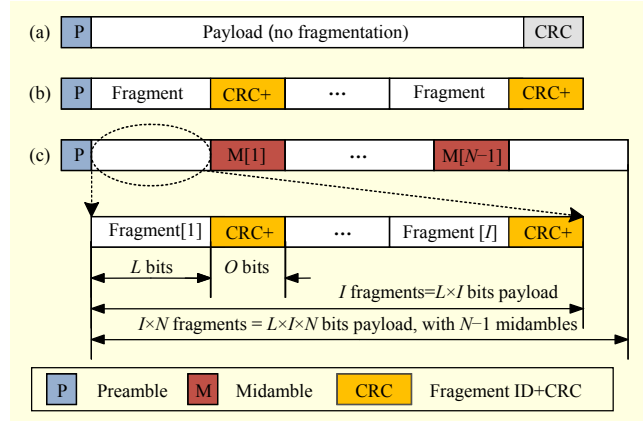 (a) P Payload (no fragmentation) CRC
(b) P Fragment CRC+ ... Fragment CRC+
(c) P M[1] ... M[N−1]
Fragment[1] CRC+ ... Fragment [I] CRC+
L bits O bits
I fragments=L×I bits payload
I×N fragments = L×I×N bits payload, with N−1 midambles
P Preamble M Midamble CRC Fragement ID+CRC